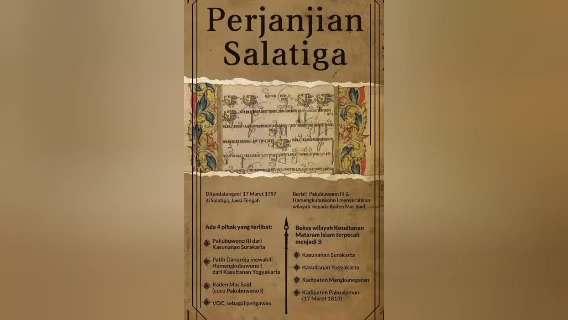 Perjanjian
Salatiga
Ditandatangani 17 Maret 1757
di Salatiga, Jawa Tengah
Berisi: Pakubuwono III &
Hamengkubuwono I menyerahkan
wilayah kepada Raden Mas Said
Ada 4 pihak yang terlibat:
Pakubuwono III dari
Kasunanan Surakarta
Patih Danureja mewakili
Hamengkubuwono I
dari Kasultanan Yogyakarta
Raden Mas Said
(cucu Pakubuwono I)
VOC, sebagai pengawas
Bekas wilayah Kesultanan
Mataram Islam terpecah
menjadi 3:
Kasunanan Surakarta
Kasultanan Yogyakarta
Kadipaten Mangkunegaran
Kadipaten Pakualaman
(17 Maret 1813)